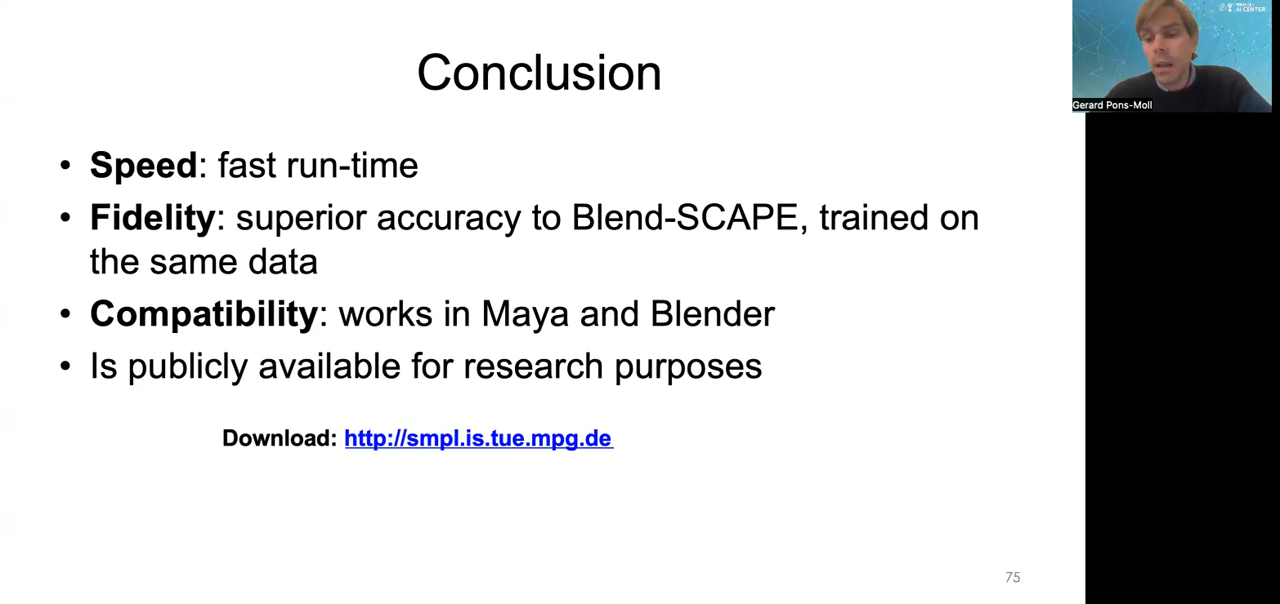 Conclusion
• Speed: fast run-time
• Fidelity: superior accuracy to Blend-SCAPE, trained on
the same data
• Compatibility: works in Maya and Blender
• Is publicly available for research purposes
Download: http://smpl.is.tue.mpg.de
75
AI CENTER
Gerard Pons-Moll